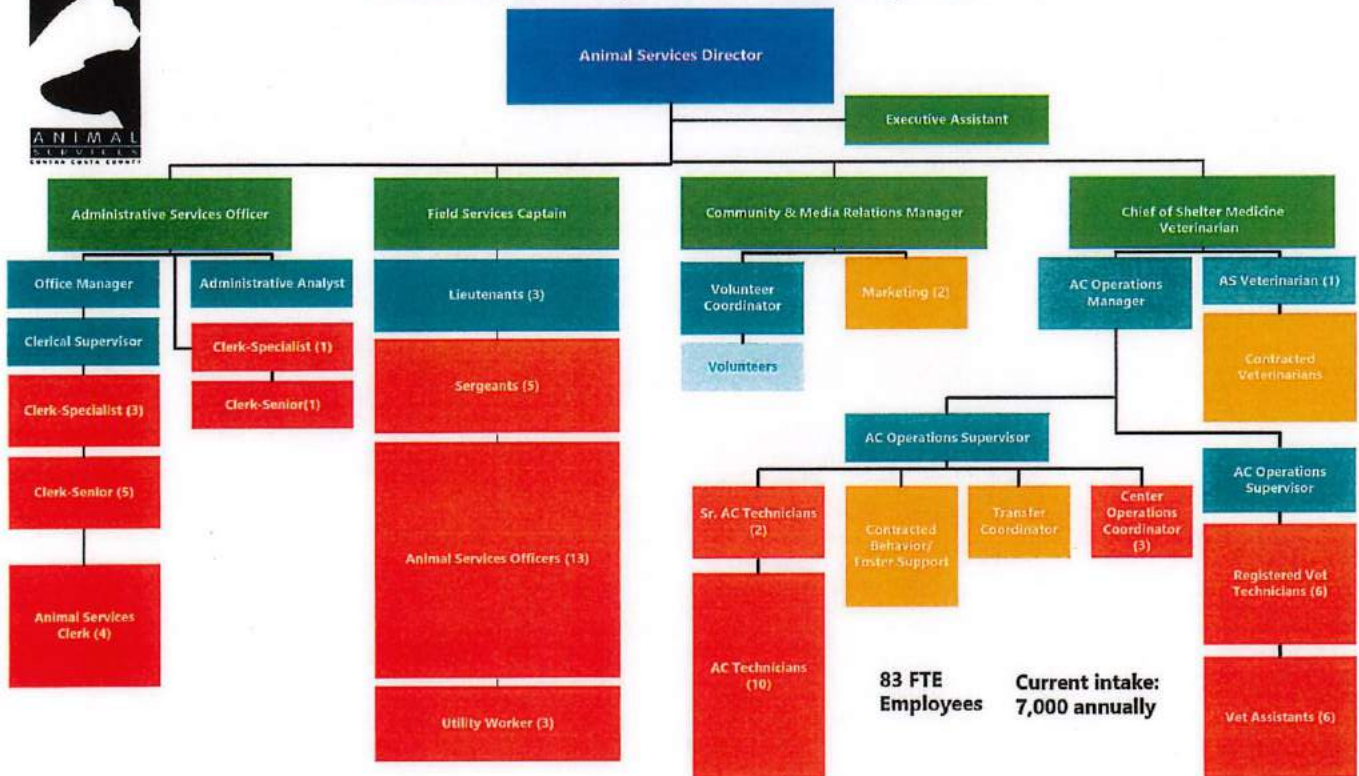 ANIMAL
SERVICES
CONTRA COSTA COUNTY
Animal Services Director
Executive Assistant
Administrative Services Officer
Field Services Captain
Community & Media Relations Manager
Chief of Shelter Medicine
Veterinarian
Office Manager
Administrative Analyst
Clerical Supervisor
Clerk-Specialist (1)
Clerk-Senior(1)
Clerk-Specialist (3)
Clerk-Senior (5)
Animal Services
Clerk (4)
Lieutenants (3)
Sergeants (5)
Animal Services Officers (13)
Utility Worker (3)
Volunteer
Coordinator
Marketing (2)
Volunteers
AC Operations
Manager
AS Veterinarian (1)
Contracted
Veterinarians
AC Operations Supervisor
Sr. AC Technicians
(2)
Contracted
Behavior/
Foster Support
Transfer
Coordinator
Center
Operations
Coordinator
(3)
AC Technicians
(10)
AC Operations
Supervisor
Registered Vet
Technicians (6)
Vet Assistants (6)
83 FTE
Employees
Current intake:
7,000 annually